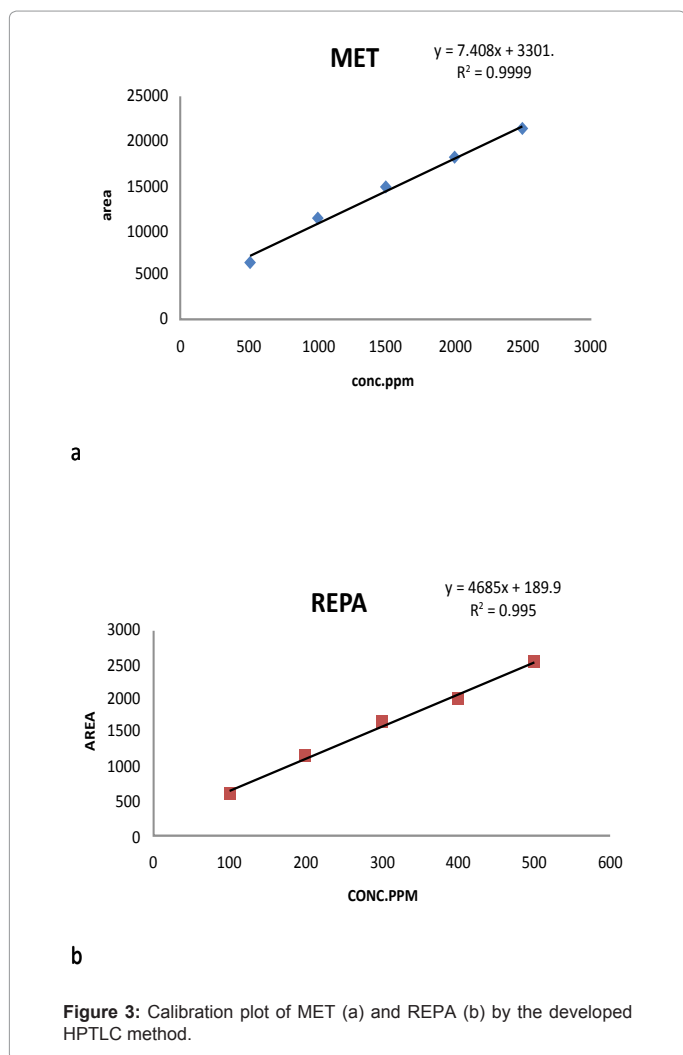 MET
y = 7.408x + 3301.
R² = 0.9999
25000
20000
15000
10000
5000
0
area
0 500 1000 1500 2000 2500 3000
conc.ppm
a
REPA
y = 4685x + 189.9
R² = 0.995
3000
2500
2000
1500
1000
500
0
AREA
0 100 200 300 400 500 600
CONC.PPM
b
Figure 3: Calibration plot of MET (a) and REPA (b) by the developed
HPTLC method.